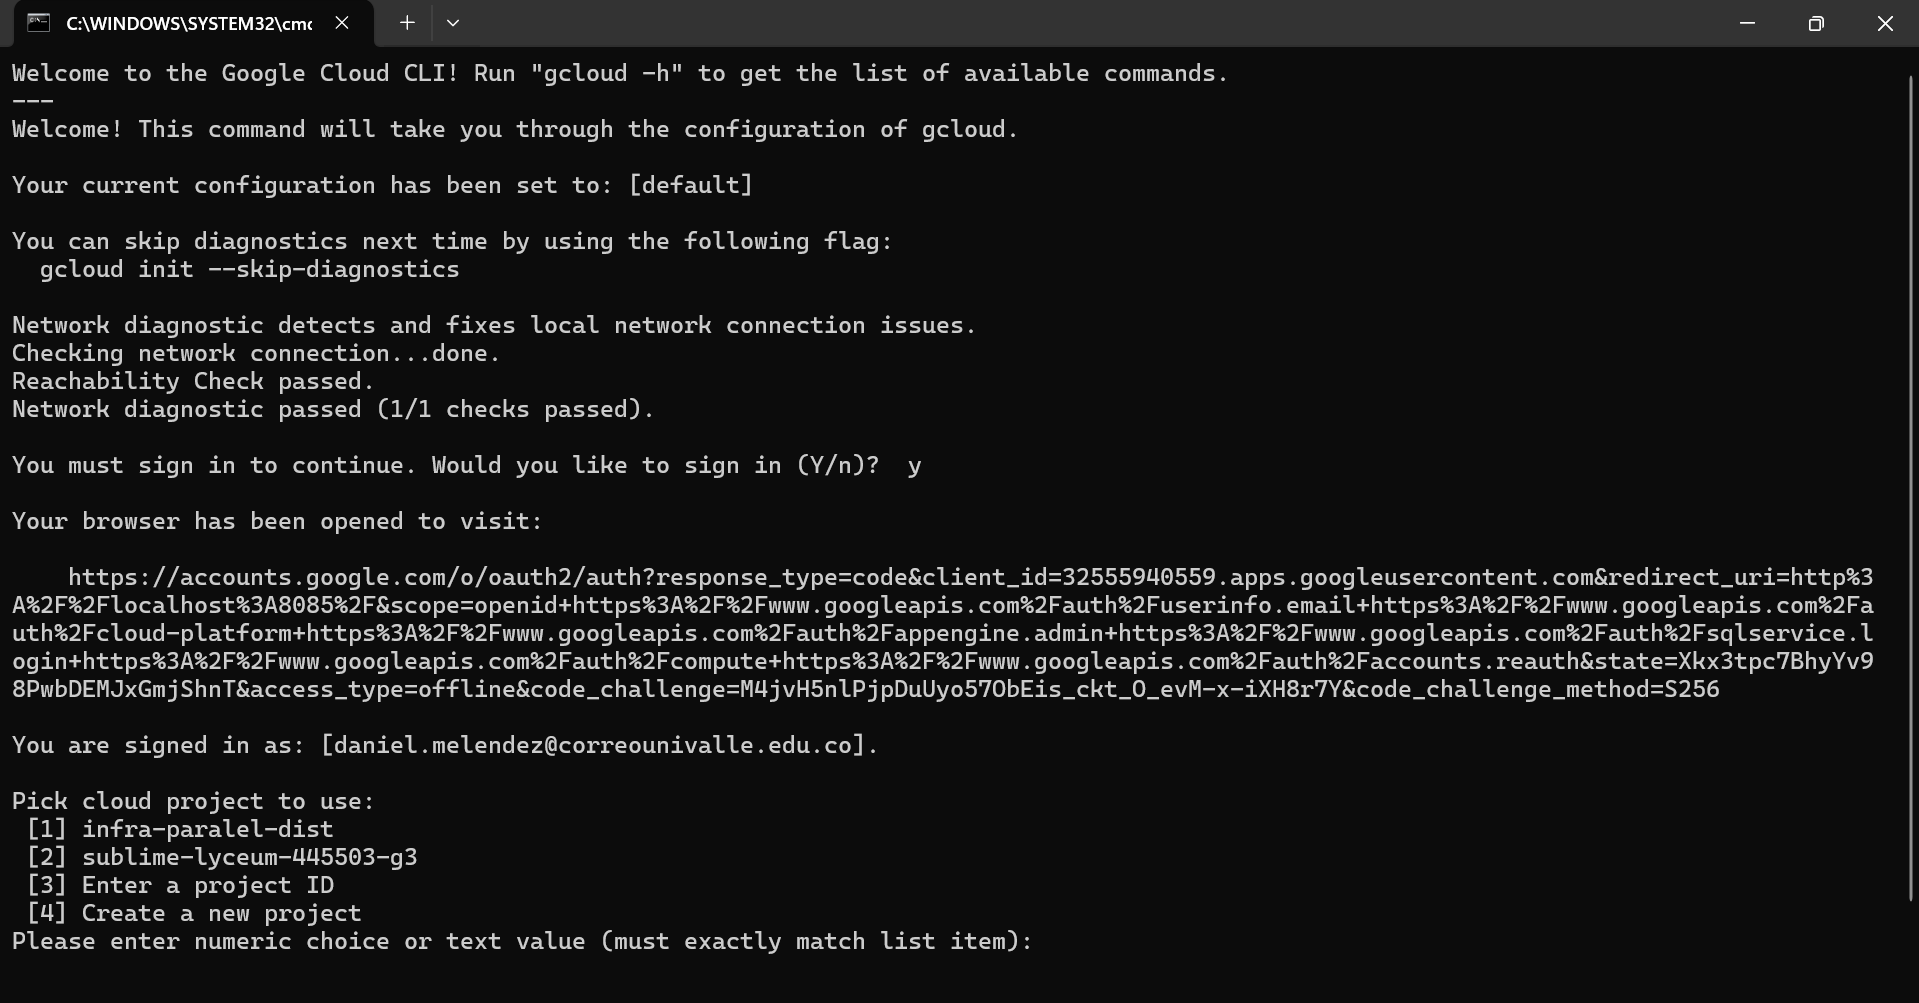 C:\WINDOWS\SYSTEM32\cmd
Welcome to the Google Cloud CLI! Run "gcloud -h" to get the list of available commands.
---
Welcome! This command will take you through the configuration of gcloud.
Your current configuration has been set to: [default]
You can skip diagnostics next time by using the following flag:
gcloud init --skip-diagnostics
Network diagnostic detects and fixes local network connection issues.
Checking network connection...done.
Reachability Check passed.
Network diagnostic passed (1/1 checks passed).
You must sign in to continue. Would you like to sign in (Y/n)?  y
Your browser has been opened to visit:
https://accounts.google.com/o/oauth2/auth?response_type=code&client_id=32555940559.apps.googleusercontent.com&redirect_uri=http%3
A%2F%2Flocalhost%3A8085%2F&scope=openid+https%3A%2F%2Fwww.googleapis.com%2Fauth%2Fuserinfo.email+https%3A%2F%2Fwww.googleapis.com%2Fa
uth%2Fcloud-platform+https%3A%2F%2Fwww.googleapis.com%2Fauth%2Fappengine.admin+https%3A%2F%2Fwww.googleapis.com%2Fauth%2Fsqlservice.l
ogin+https%3A%2F%2Fwww.googleapis.com%2Fauth%2Fcompute+https%3A%2F%2Fwww.googleapis.com%2Fauth%2Faccounts.reauth&state=Xkx3tpc7BhyYv9
8PwbDEMJxGmjShnT&access_type=offline&code_challenge=M4jvH5nlPjpDuUyo57ObEis_ckt_O_evM-x-iXH8r7Y&code_challenge_method=S256
You are signed in as: [daniel.melendez@correounivalle.edu.co].
Pick cloud project to use:
[1] infra-paralel-dist
[2] sublime-lyceum-445503-g3
[3] Enter a project ID
[4] Create a new project
Please enter numeric choice or text value (must exactly match list item):